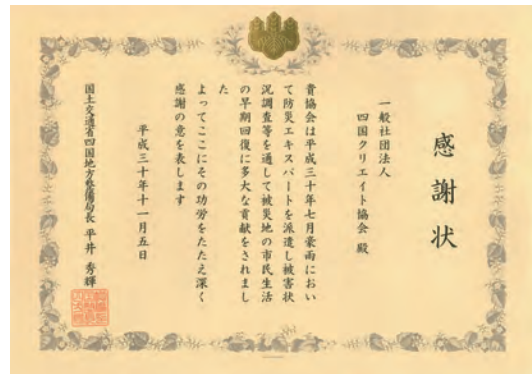 感謝状
一般社団法人
四国クリエイト協会 殿
貴協会は平成三十年七月豪雨におい
て防災エキスパートを派遣し被害状
況調査等を通して被災地の市民生活
の早期回復に多大な貢献をされまし
た
よってここにその功労をたたえ深く
感謝の意を表します
平成三十年十一月五日
国土交通省四国地方整備局長 平井 秀輝